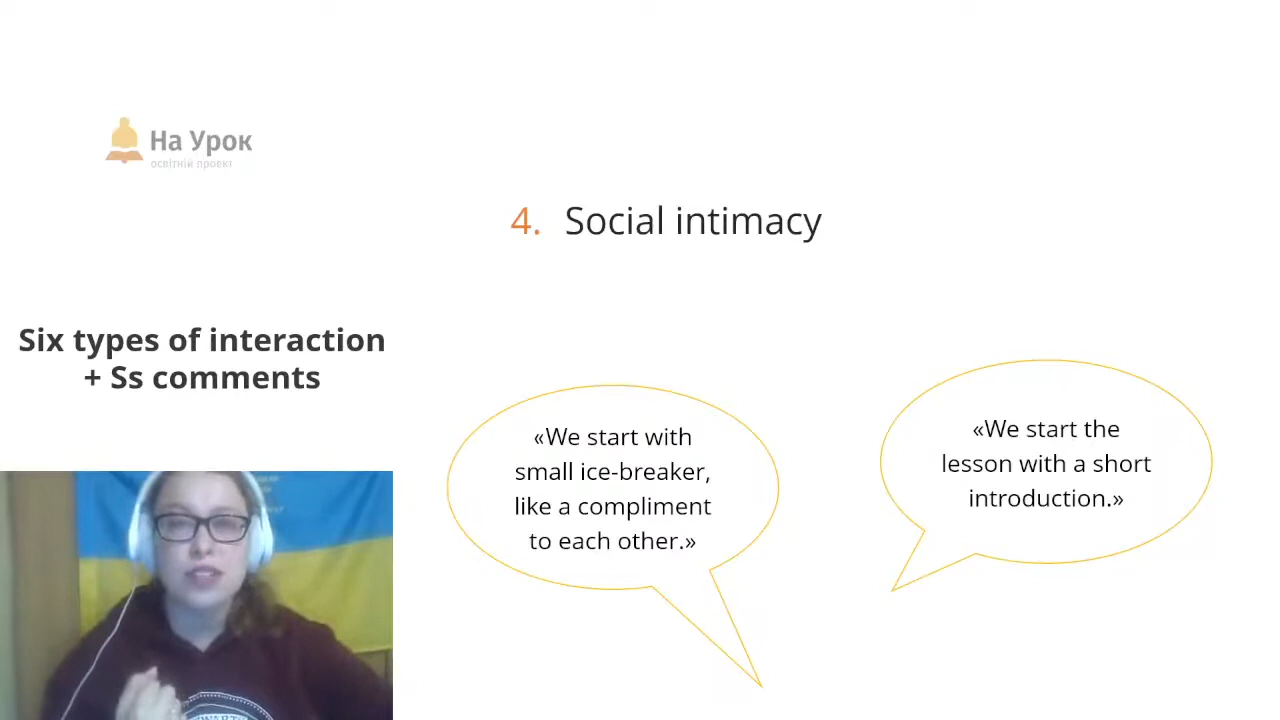 На Урок
освітній проект
4. Social intimacy
Six types of interaction
+ Ss comments
«We start with
small ice-breaker,
like a compliment
to each other.»
«We start the
lesson with a short
introduction.»